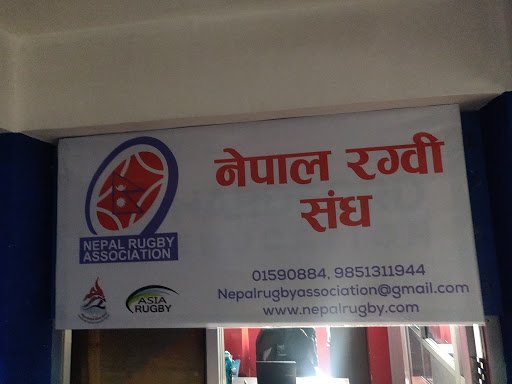 नेपाल रग्वी
संघ
NEPAL RUGBY
ASSOCIATION
ASIA
RUGBY
01590884, 9851311944
Nepalrugbyassociation@gmail.com
www.nepalrugby.com